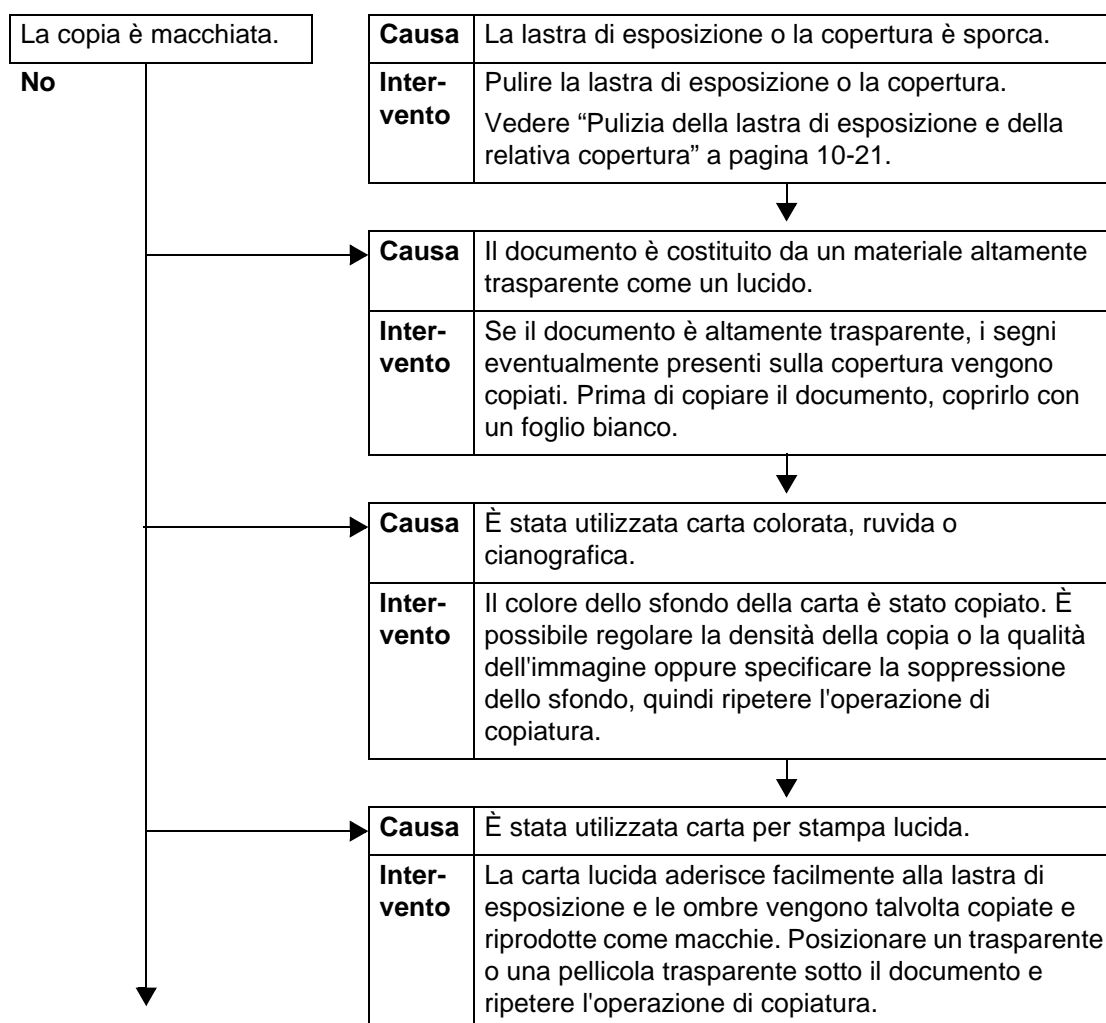 La copia è macchiata.
No
Causa
La lastra di esposizione o la copertura è sporca.
Inter-
vento
Pulire la lastra di esposizione o la copertura.
Vedere “Pulizia della lastra di esposizione e della
relativa copertura” a pagina 10-21.
Causa
Il documento è costituito da un materiale altamente
trasparente come un lucido.
Inter-
vento
Se il documento è altamente trasparente, i segni
eventualmente presenti sulla copertura vengono
copiati. Prima di copiare il documento, coprirlo con
un foglio bianco.
Causa
È stata utilizzata carta colorata, ruvida o
cianografica.
Inter-
vento
Il colore dello sfondo della carta è stato copiato. È
possibile regolare la densità della copia o la qualità
dell'immagine oppure specificare la soppressione
dello sfondo, quindi ripetere l'operazione di
copiatura.
Causa
È stata utilizzata carta per stampa lucida.
Inter-
vento
La carta lucida aderisce facilmente alla lastra di
esposizione e le ombre vengono talvolta copiate e
riprodotte come macchie. Posizionare un trasparente
o una pellicola trasparente sotto il documento e
ripetere l'operazione di copiatura.